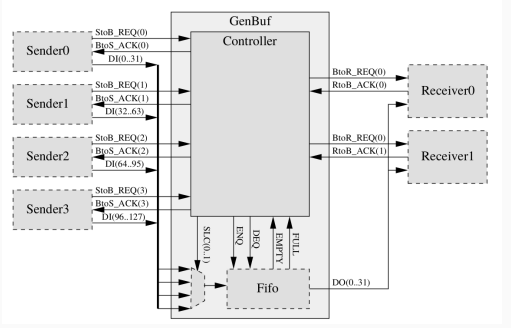 GenBuf
Controller
Sender0
StoB_REQ(0)
BtoS_ACK(0)
DI(0..31)
Sender1
StoB_REQ(1)
BtoS_ACK(1)
DI(32..63)
Sender2
StoB_REQ(2)
BtoS_ACK(2)
DI(64..95)
Sender3
StoB_REQ(3)
BtoS_ACK(3)
DI(96..127)
BtoR_REQ(0)
RtoB_ACK(0)
Receiver0
BtoR_REQ(0)
RtoB_ACK(1)
Receiver1
SLC(0..1)
ENQ
DEQ
EMPTY
FULL
Fifo
DO(0..31)